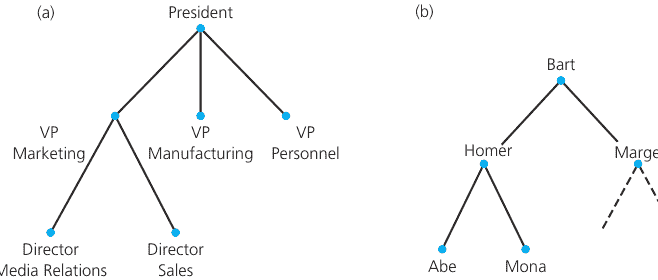 (a)
President
VP
Marketing
VP
Manufacturing
VP
Personnel
Director
Media Relations
Director
Sales
(b)
Bart
Homer
Marge
Abe
Mona